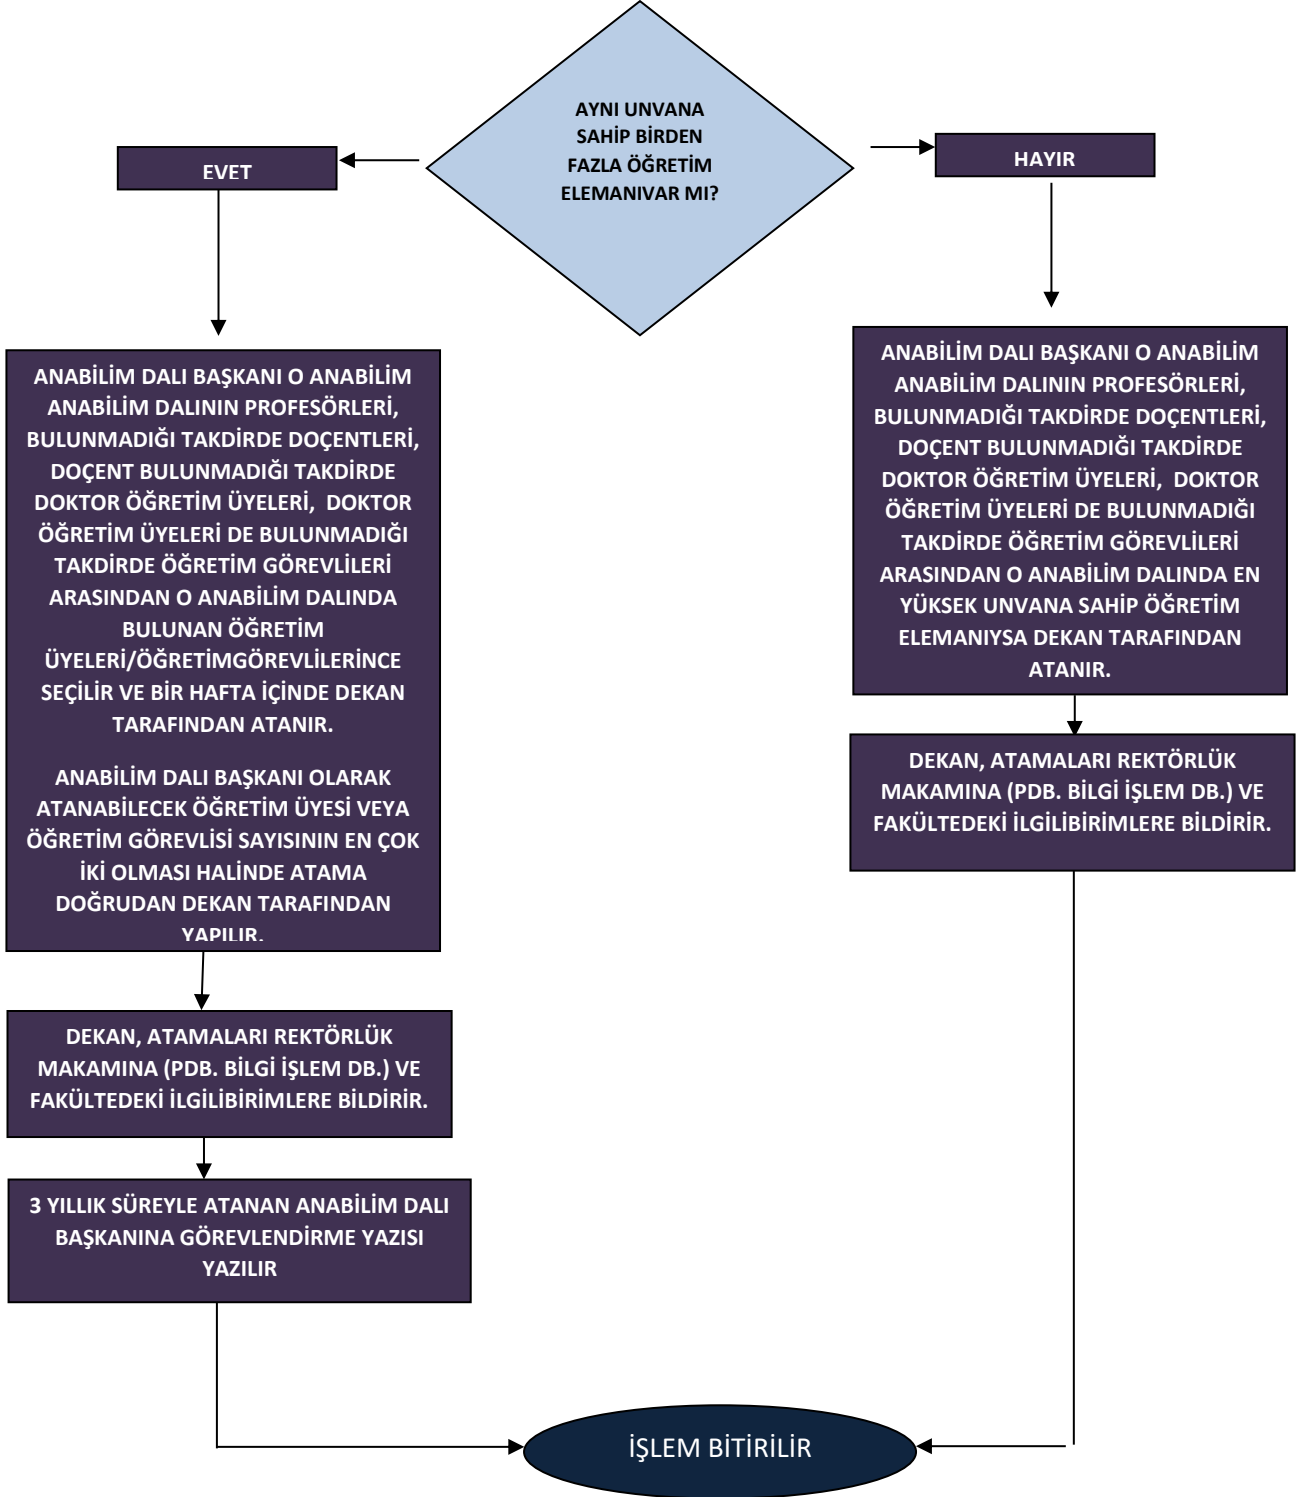 AYNI UNVANA
SAHİP BİRDEN
FAZLA ÖĞRETİM
ELEMANIVAR MI?
EVET
HAYIR
ANABİLİM DALI BAŞKANI O ANABİLİM
ANABİLİM DALININ PROFESÖRLERİ,
BULUNMADIĞI TAKDİRDE DOÇENTLERİ,
DOÇENT BULUNMADIĞI TAKDİRDE
DOKTOR ÖĞRETİM ÜYELERİ, DOKTOR
ÖĞRETİM ÜYELERİ DE BULUNMADIĞI
TAKDİRDE ÖĞRETİM GÖREVLİLERİ
ARASINDAN O ANABİLİM DALINDA
BULUNAN ÖĞRETİM
ÜYELERİ/ÖĞRETİMGÖREVLİLERİNCE
SEÇİLİR VE BİR HAFTA İÇİNDE DEKAN
TARAFINDAN ATANIR.
ANABİLİM DALI BAŞKANI OLARAK
ATANABİLECEK ÖĞRETİM ÜYESİ VEYA
ÖĞRETİM GÖREVLİSİ SAYISININ EN ÇOK
İKİ OLMASI HALİNDE ATAMA
DOĞRUDAN DEKAN TARAFINDAN
YAPILIR.
DEKAN, ATAMALARI REKTÖRLÜK
MAKAMINA (PDB. BİLGİ İŞLEM DB.) VE
FAKÜLTEDEKİ İLGİLİBİRİMLERE BİLDİRİR.
3 YILLIK SÜREYLE ATANAN ANABİLİM DALI
BAŞKANINA GÖREVLENDİRME YAZISI
YAZILIR
ANABİLİM DALI BAŞKANI O ANABİLİM
ANABİLİM DALININ PROFESÖRLERİ,
BULUNMADIĞI TAKDİRDE DOÇENTLERİ,
DOÇENT BULUNMADIĞI TAKDİRDE
DOKTOR ÖĞRETİM ÜYELERİ, DOKTOR
ÖĞRETİM ÜYELERİ DE BULUNMADIĞI
TAKDİRDE ÖĞRETİM GÖREVLİLERİ
ARASINDAN O ANABİLİM DALINDA EN
YÜKSEK UNVANA SAHİP ÖĞRETİM
ELEMANIYSA DEKAN TARAFINDAN
ATANIR.
DEKAN, ATAMALARI REKTÖRLÜK
MAKAMINA (PDB. BİLGİ İŞLEM DB.) VE
FAKÜLTEDEKİ İLGİLİBİRİMLERE BİLDİRİR.
İŞLEM BİTİRİLİR